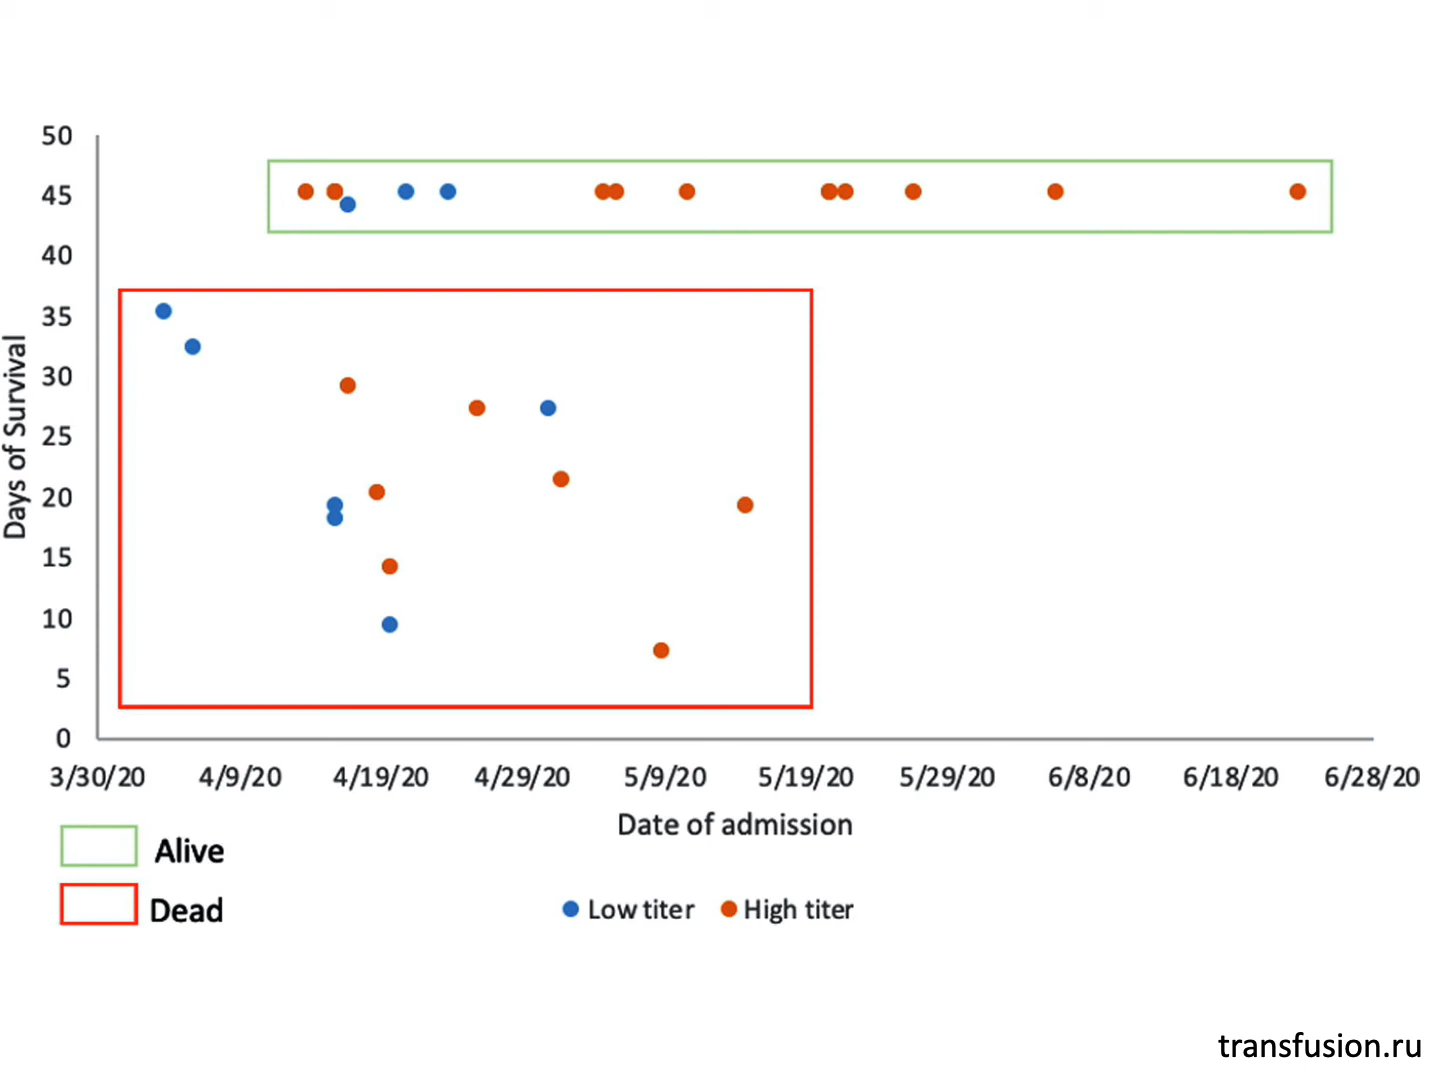 50
45
40
35
30
25
20
15
10
5
0
Days of Survival
3/30/20 4/9/20 4/19/20 4/29/20 5/9/20 5/19/20 5/29/20 6/8/20 6/18/20 6/28/20
Date of admission
Alive
Dead
Low titer High titer
transfusion.ru